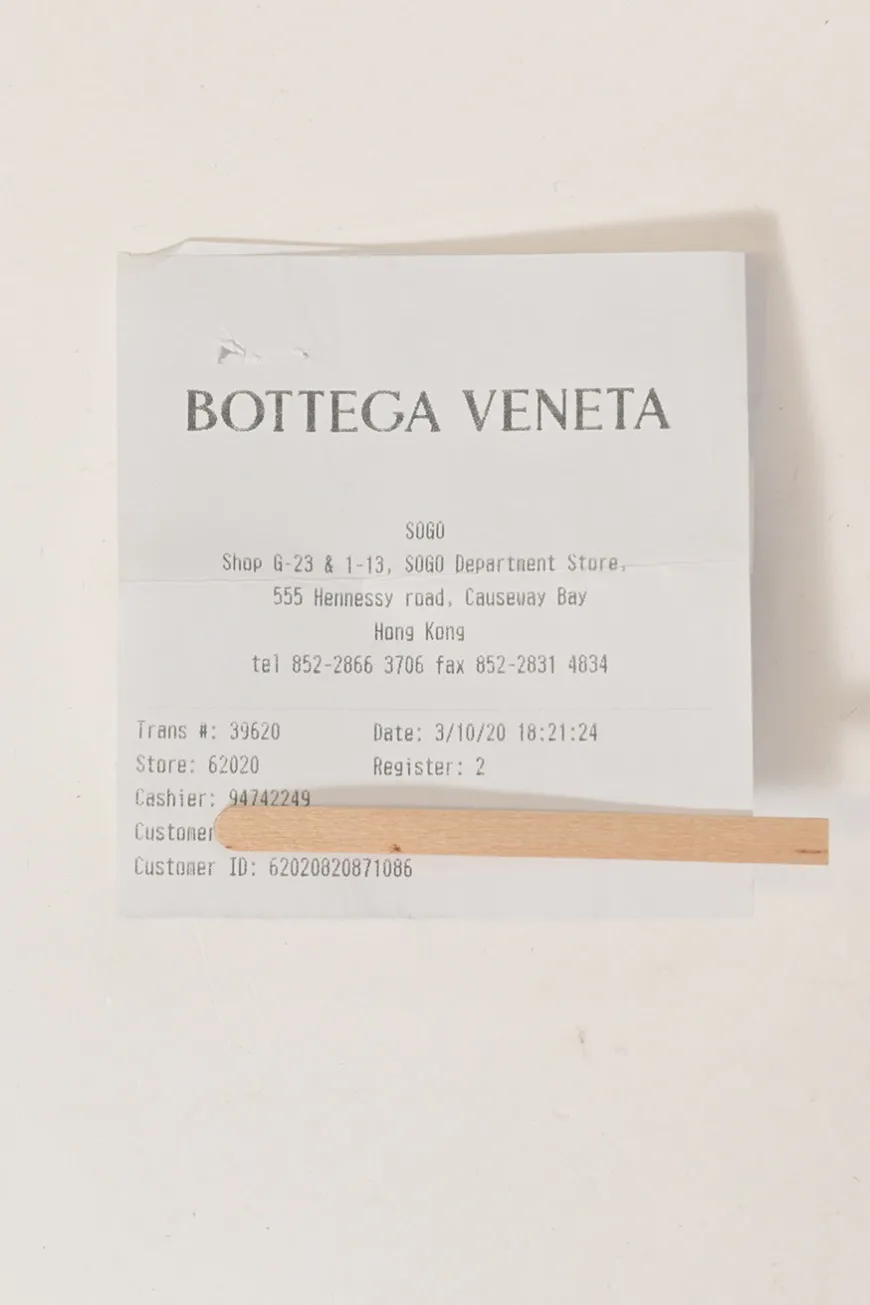 BOTTEGA VENETA
SOGO
Shop G-23 & 1-13, SOGO Department Store,
555 Hennessy road, Causeway Bay
Hong Kong
tel 852-2866 3706 fax 852-2831 4834
Trans #: 39620 Date: 3/10/20 18:21:24
Store: 62020 Register: 2
Cashier: 94742249
Customer
Customer ID: 62020820871086